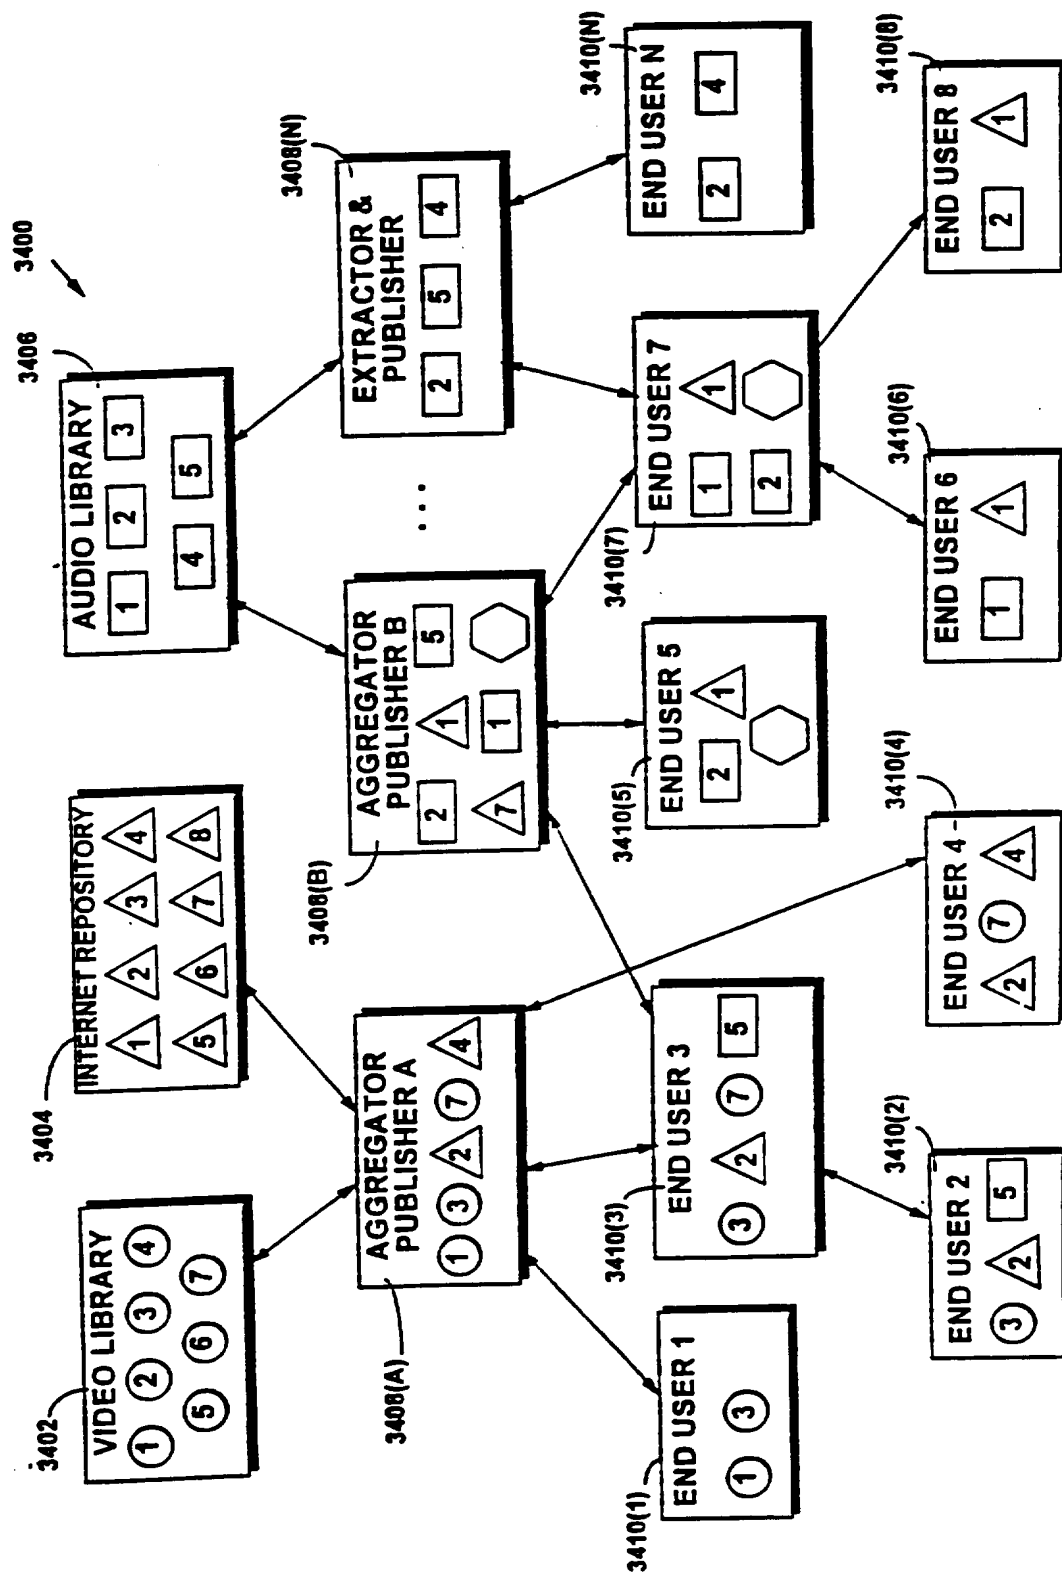 3400
3402
VIDEO LIBRARY
1 2 3 4
5 6 7
3404
INTERNET REPOSITORY
1 2 3 4
5 6 7 8
3406
AUDIO LIBRARY
1 2 3
4 5
3408(A)
AGGREGATOR
PUBLISHER A
1 3 2 7 4
3408(B)
AGGREGATOR
PUBLISHER B
2 1 5
7 1
...
3408(N)
EXTRACTOR &
PUBLISHER
2 5 4
3410(1)
END USER 1
1 3
3410(3)
END USER 3
3 2 7 5
3410(5)
END USER 5
2 1
3410(7)
END USER 7
1 1
2
3410(N)
END USER N
2 4
3410(2)
END USER 2
3 2 5
3410(4)
END USER 4
2 7 4
3410(6)
END USER 6
1 1
3410(8)
END USER 8
2 1